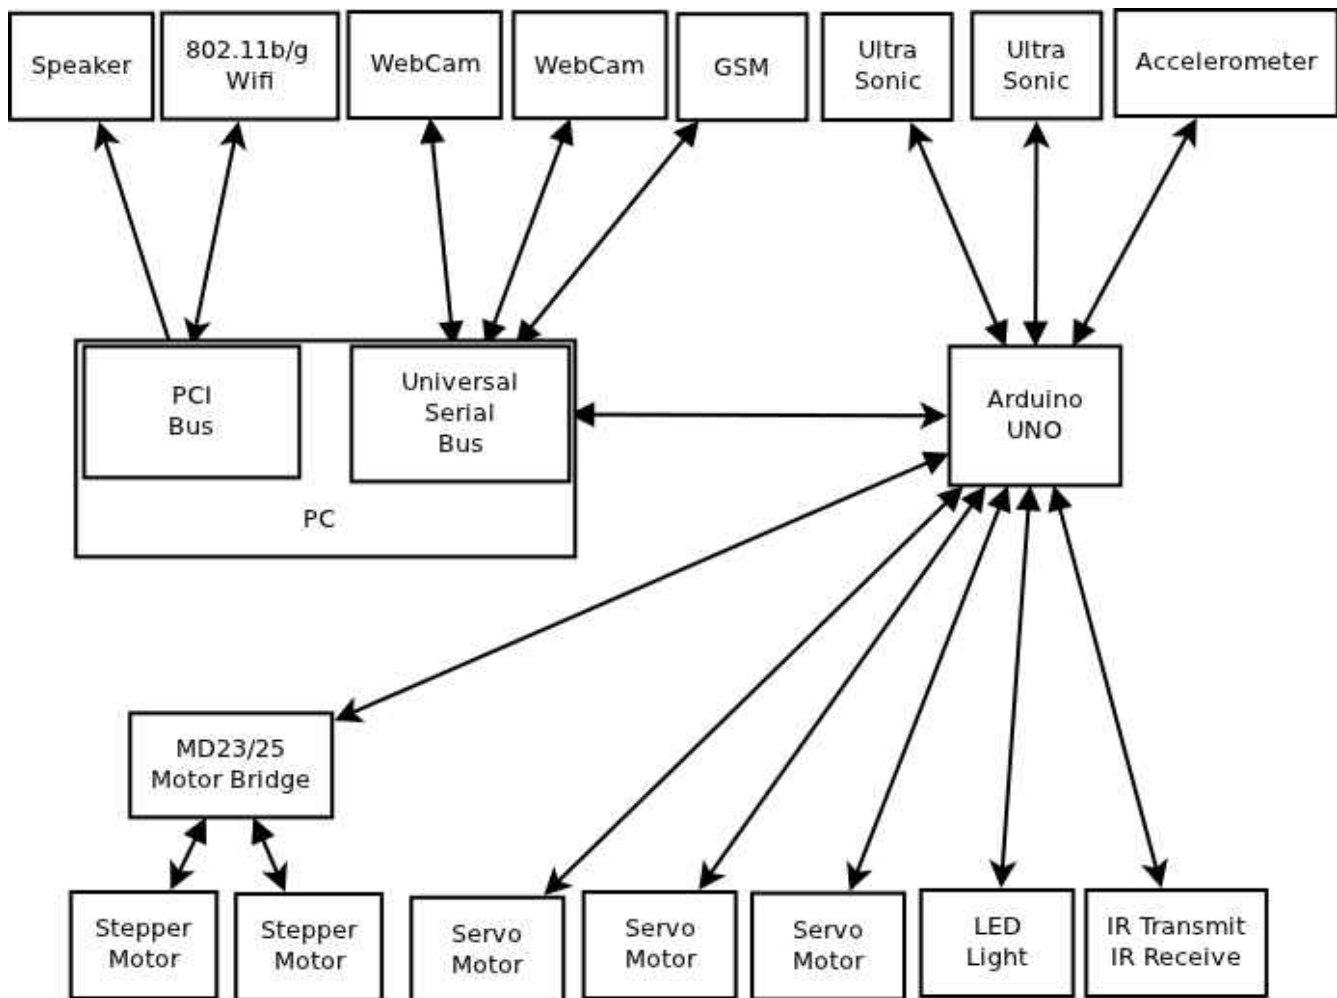 Speaker
802.11b/g
Wifi
WebCam
WebCam
GSM
Ultra
Sonic
Ultra
Sonic
Accelerometer
PCI
Bus
Universal
Serial
Bus
PC
Arduino
UNO
MD23/25
Motor Bridge
Stepper
Motor
Stepper
Motor
Servo
Motor
Servo
Motor
Servo
Motor
LED
Light
IR Transmit
IR Receive